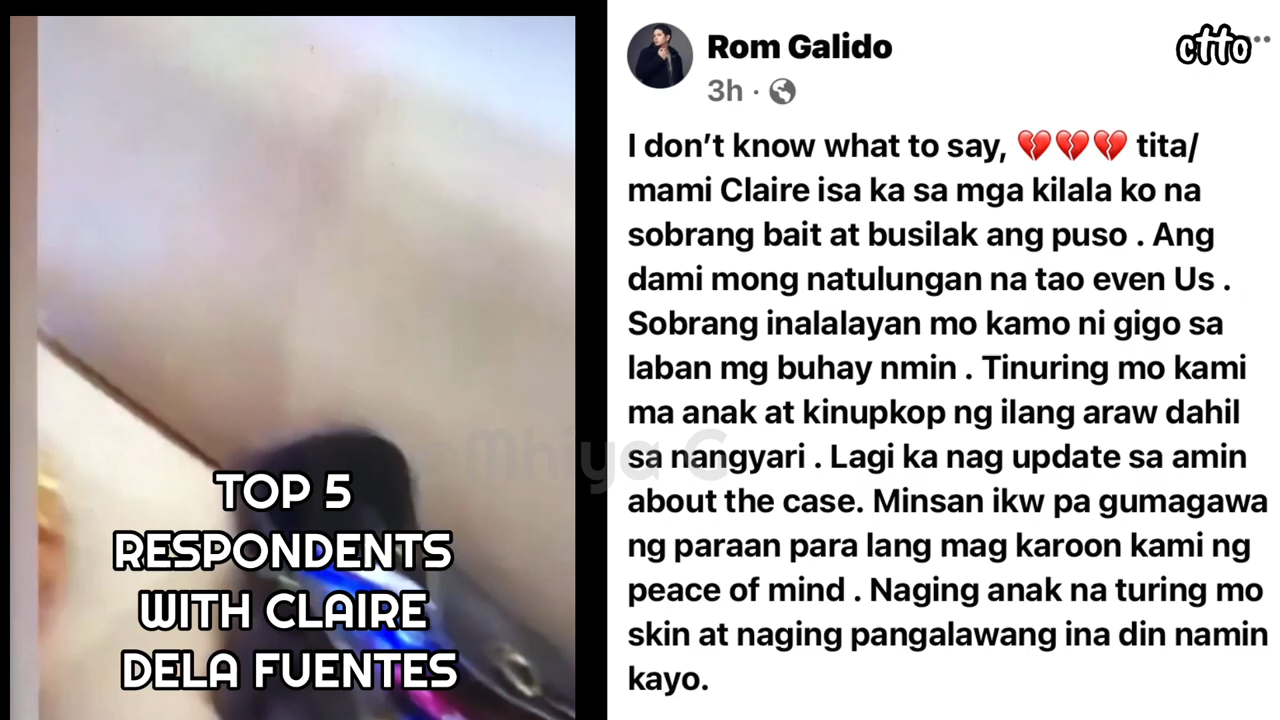 TOP 5
RESPONDENTS
WITH CLAIRE
DELA FUENTES
Rom Galido
ctto
3h ·
I don’t know what to say, 💔💔💔 tita/
mami Claire isa ka sa mga kilala ko na
sobrang bait at busilak ang puso . Ang
dami mong natulungan na tao even Us .
Sobrang inalalayan mo kamo ni gigo sa
laban mg buhay nmin . Tinuring mo kami
ma anak at kinupkop ng ilang araw dahil
sa nangyari . Lagi ka nag update sa amin
about the case. Minsan ikw pa gumagawa
ng paraan para lang mag karoon kami ng
peace of mind . Naging anak na turing mo
skin at naging pangalawang ina din namin
kayo.
Mhiya C